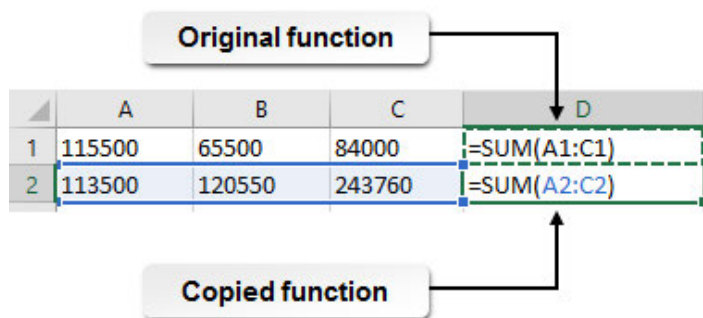 Original function
A B C D
1 115500 65500 84000 =SUM(A1:C1)
2 113500 120550 243760 =SUM(A2:C2)
Copied function